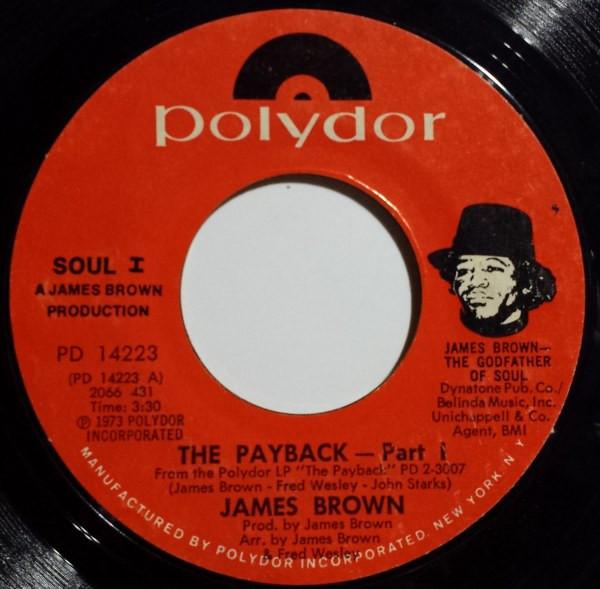 polydor
SOUL I
A JAMES BROWN
PRODUCTION
PD 14223
(PD 14223 A)
2066 431
Time: 3:30
Ⓟ 1973 POLYDOR
INCORPORATED
JAMES BROWN—
THE GODFATHER
OF SOUL
Dynatone Pub. Co./
Belinda Music, Inc.
Unichappell & Co.
Agent, BMI
THE PAYBACK — Part I
From the Polydor LP "The Payback" PD 2-3007
(James Brown - Fred Wesley - John Starks)
JAMES BROWN
Prod. by James Brown
Arr. by James Brown
& Fred Wesley
MANUFACTURED BY POLYDOR INCORPORATED. NEW YORK. N.Y.